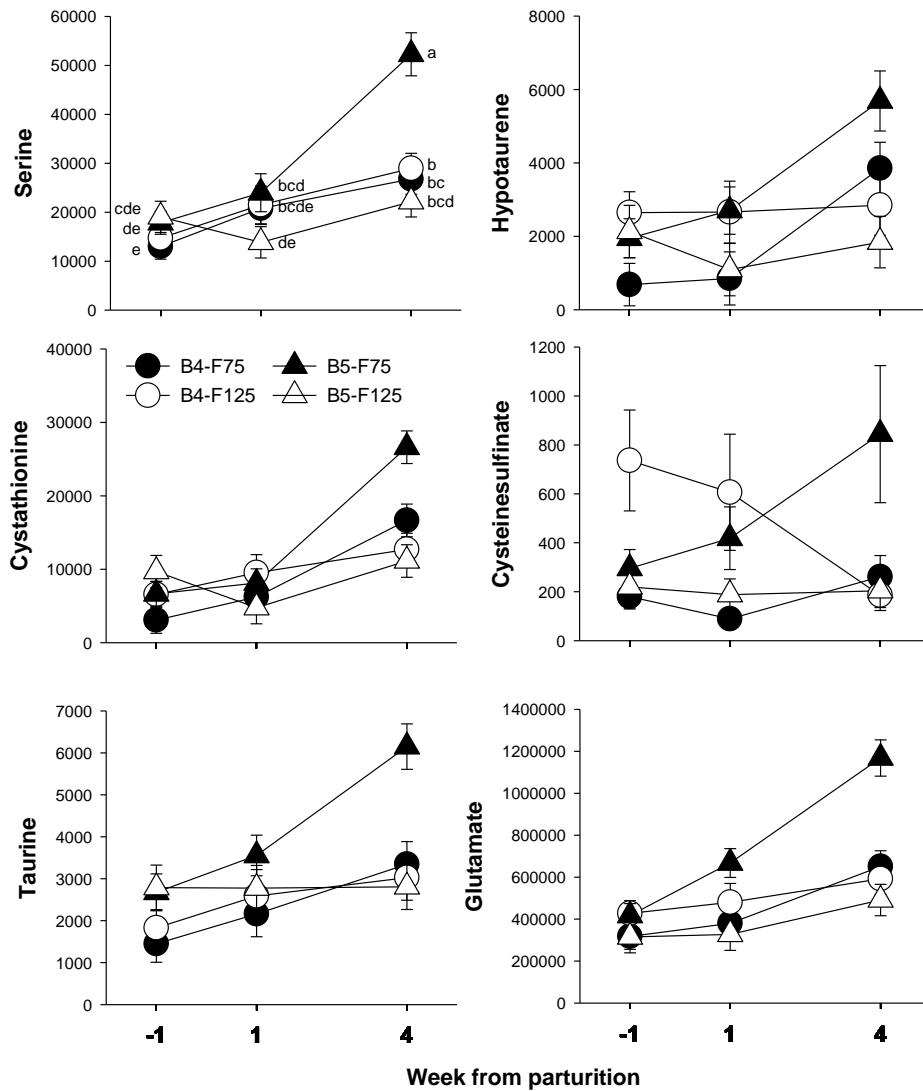 60000
50000
40000
30000
20000
10000
0
Serine
cde
de
e
bcd
bcde
de
a
b
bc
bcd
8000
6000
4000
2000
0
Hypotaurene
40000
30000
20000
10000
0
Cystathionine
B4-F75 B5-F75
B4-F125 B5-F125
1200
1000
800
600
400
200
0
Cysteinesulfinate
7000
6000
5000
4000
3000
2000
1000
0
Taurine
1400000
1200000
1000000
800000
600000
400000
200000
0
Glutamate
-1 1 4
-1 1 4
Week from parturition